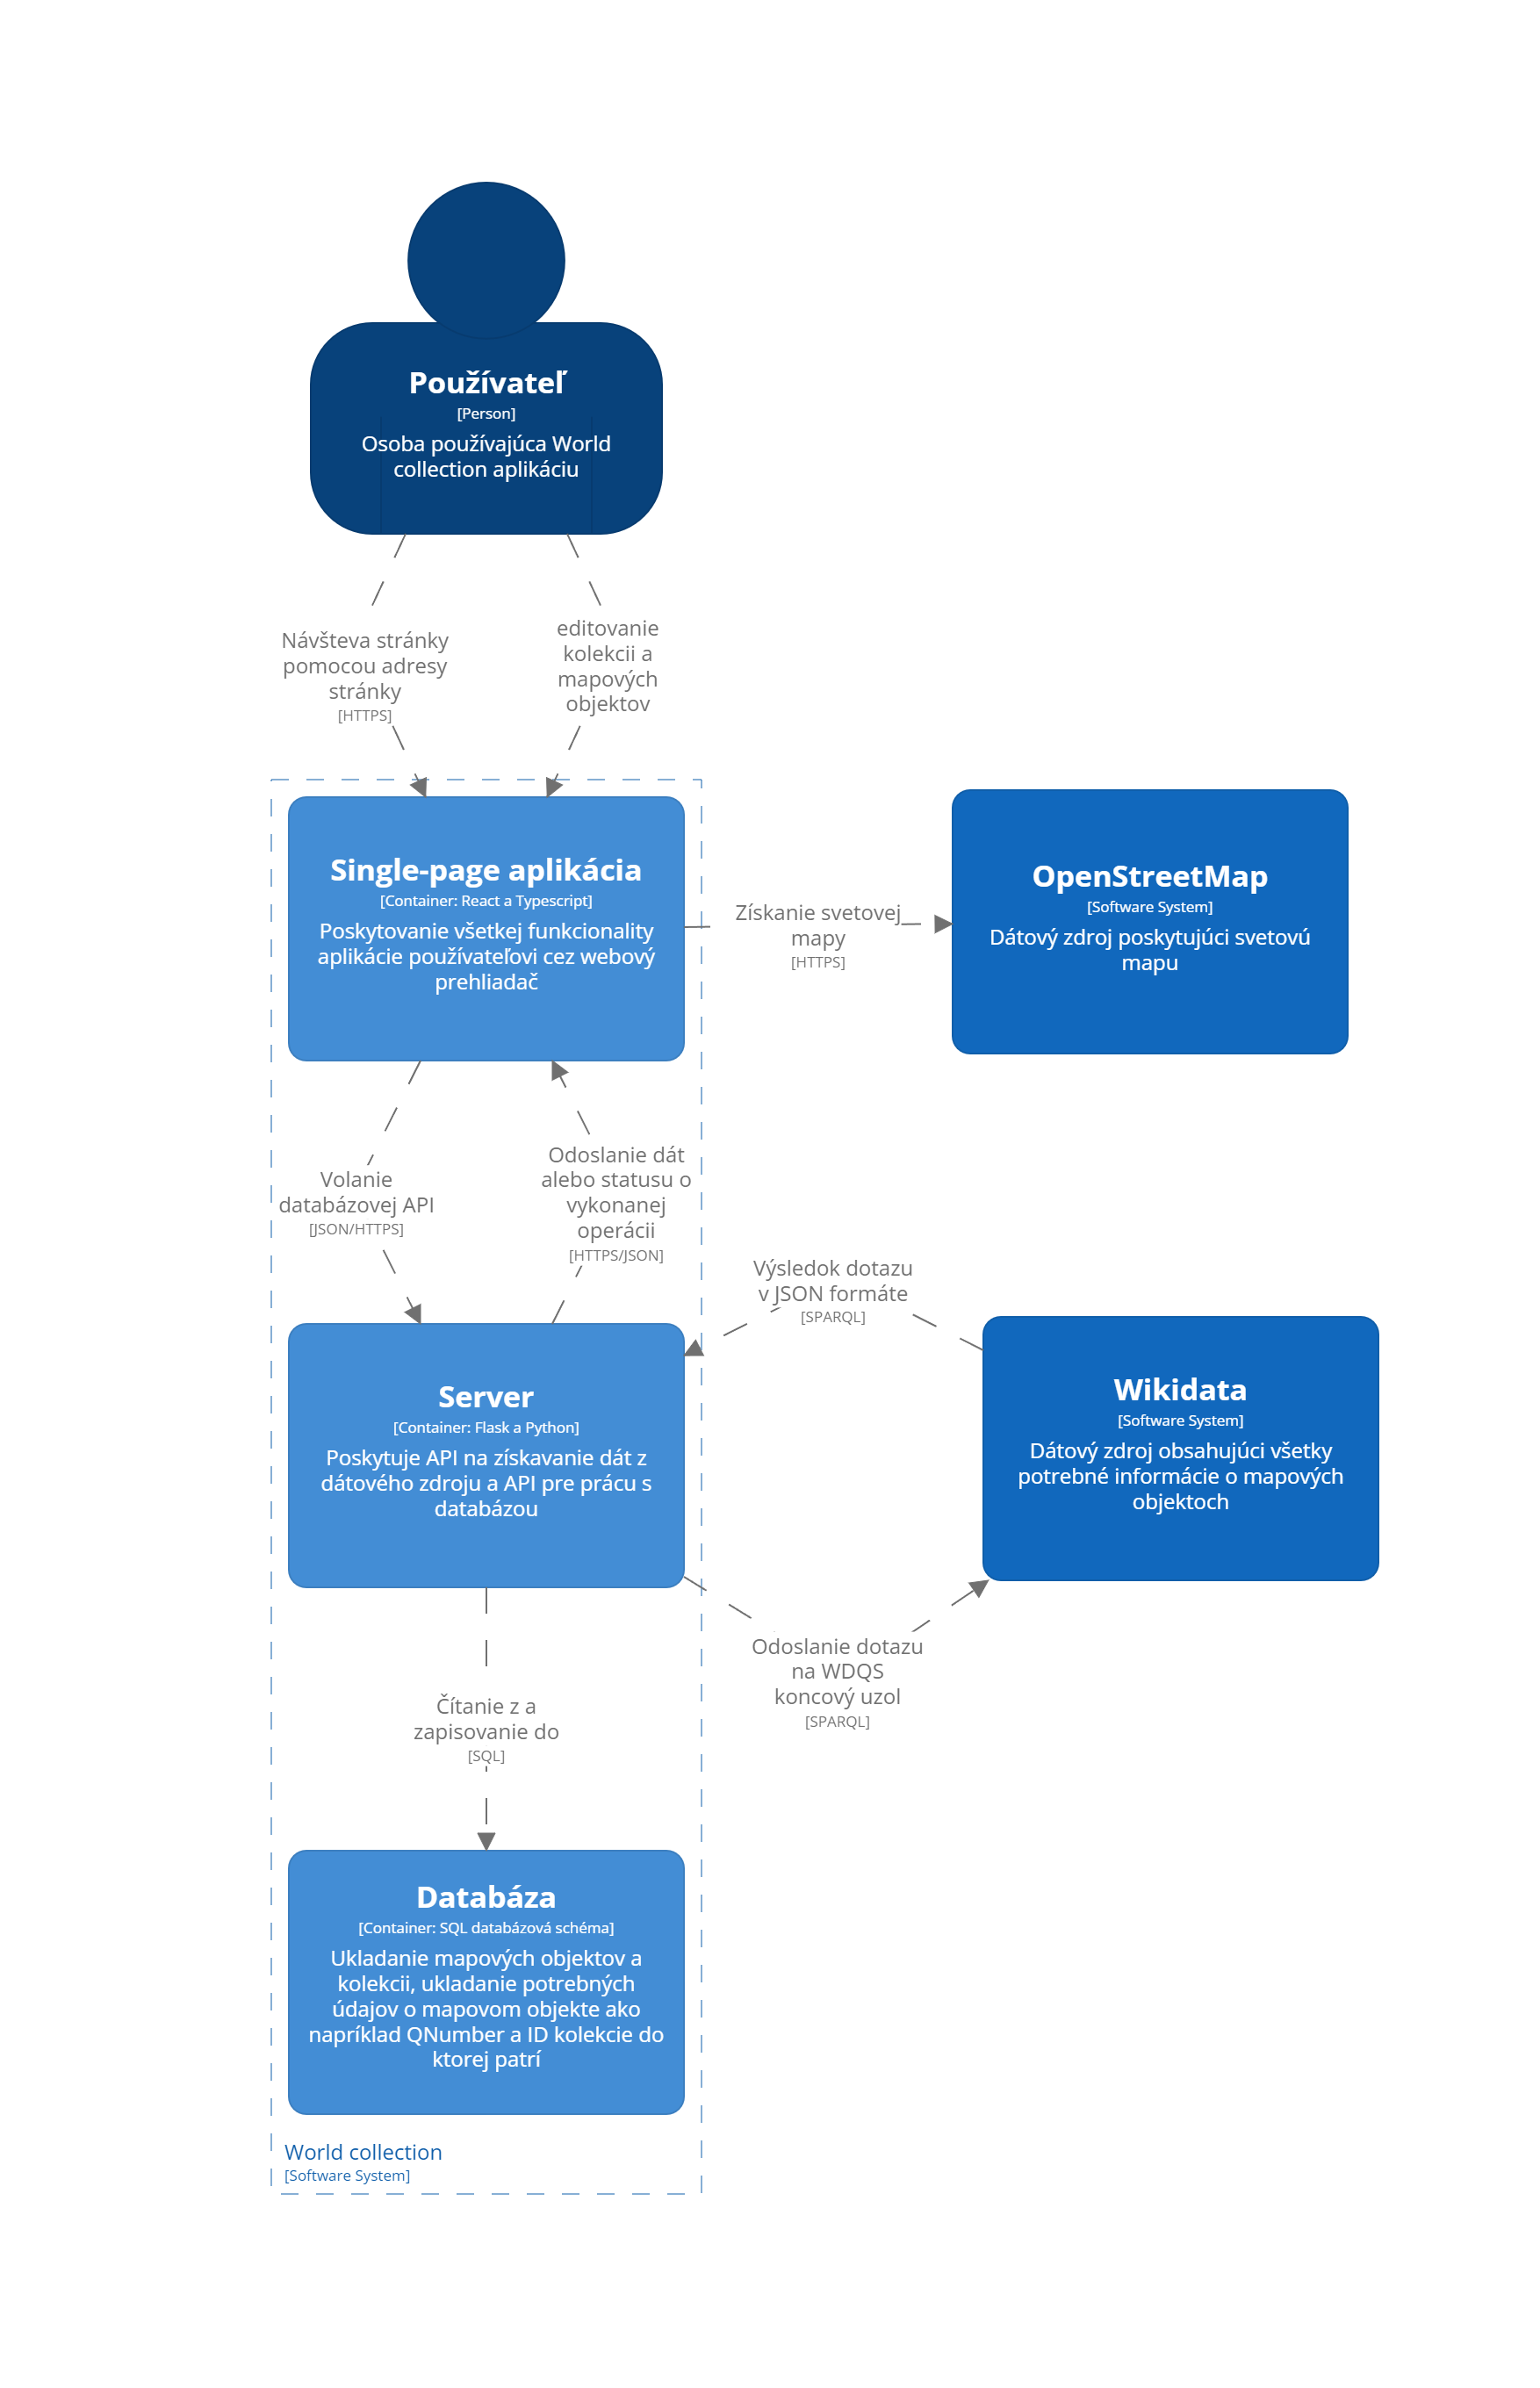 Používateľ
[Person]
Osoba používajúca World
collection aplikáciu
Návšteva stránky
pomocou adresy
stránky
[HTTPS]
editovanie
kolekcii a
mapových
objektov
Single-page aplikácia
[Container: React a Typescript]
Poskytovanie všetkej funkcionality
aplikácie používateľovi cez webový
prehliadač
Získanie svetovej
mapy
[HTTPS]
OpenStreetMap
[Software System]
Dátový zdroj poskytujúci svetovú
mapu
Volanie
databázovej API
[JSON/HTTPS]
Odoslanie dát
alebo statusu o
vykonanej
operácii
[HTTPS/JSON]
Výsledok dotazu
v JSON formáte
[SPARQL]
Server
[Container: Flask a Python]
Poskytuje API na získavanie dát z
dátového zdroju a API pre prácu s
databázou
Wikidata
[Software System]
Dátový zdroj obsahujúci všetky
potrebné informácie o mapových
objektoch
Odoslanie dotazu
na WDQS
koncový uzol
[SPARQL]
Čítanie z a
zapisovanie do
[SQL]
Databáza
[Container: SQL databázová schéma]
Ukladanie mapových objektov a
kolekcii, ukladanie potrebných
údajov o mapovom objekte ako
napríklad QNumber a ID kolekcie do
ktorej patrí
World collection
[Software System]